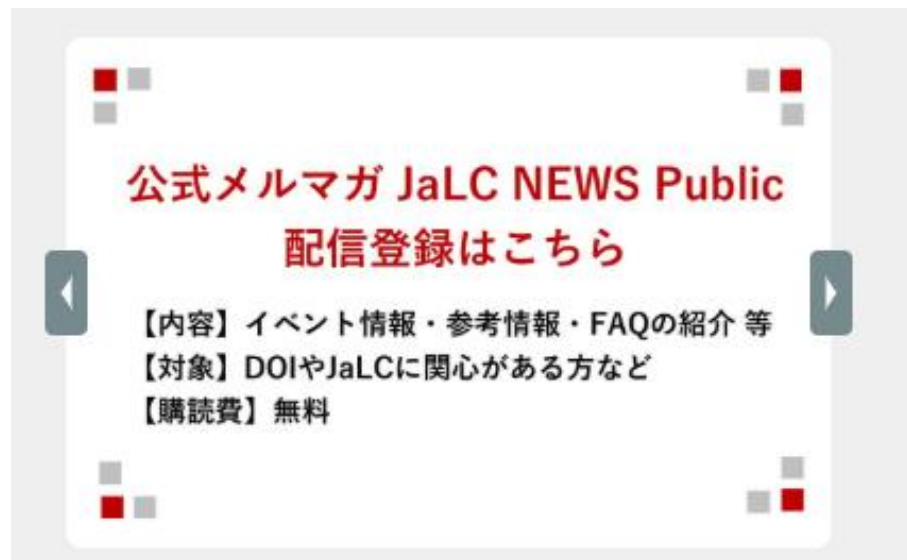 公式メルマガ JaLC NEWS Public
配信登録はこちら
【内容】イベント情報・参考情報・FAQの紹介 等
【対象】DOIやJaLCに関心がある方など
【購読費】無料